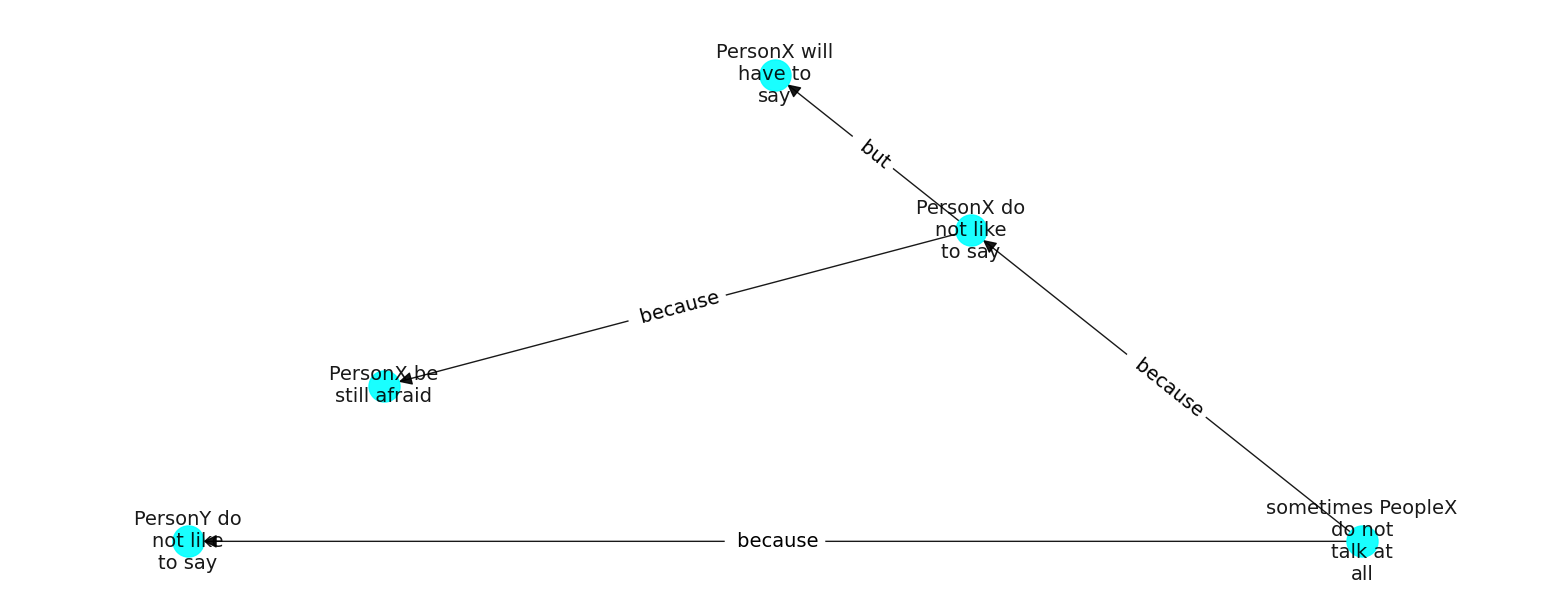 PersonX will
have to
say
but
PersonX do
not like
to say
because
PersonX be
still afraid
because
sometimes PeopleX
do not
talk at
all
because
PersonY do
not like
to say